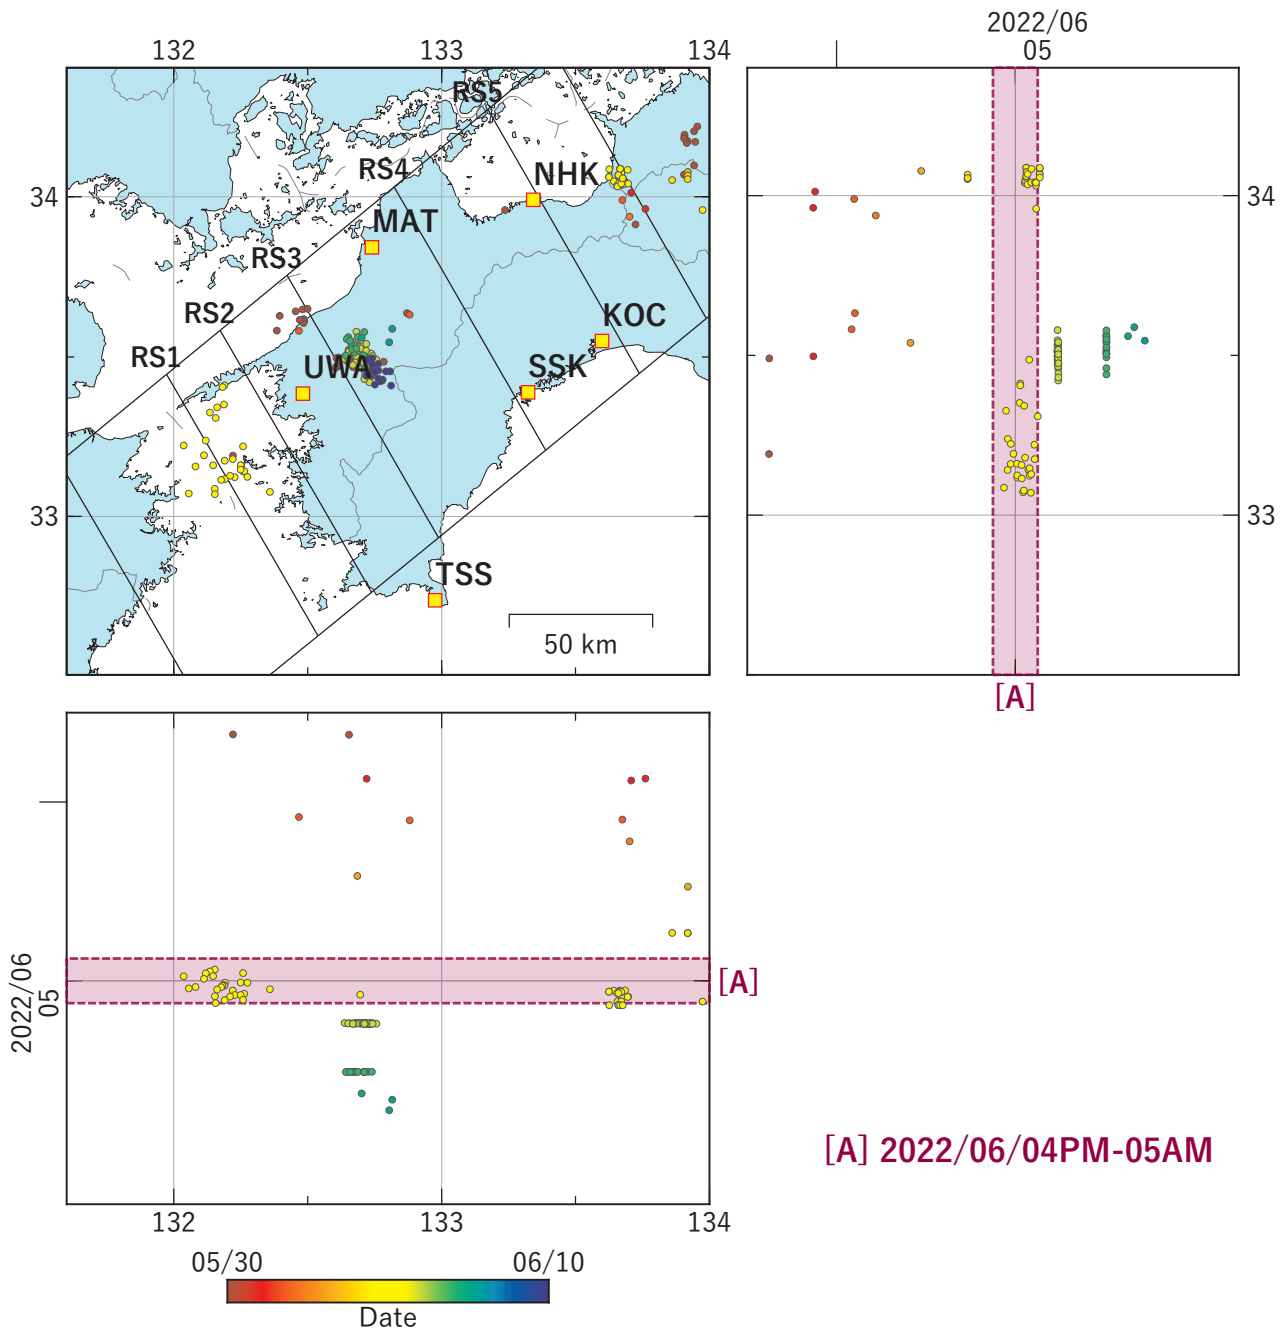 132
133
134
2022/06
05
RS5
RS4
NHK
34
34
MAT
RS3
RS2
KOC
RS1
UWA
SSK
33
33
TSS
50 km
[A]
[A]
2022/06
05
[A] 2022/06/04PM-05AM
132
133
134
05/30
06/10
Date